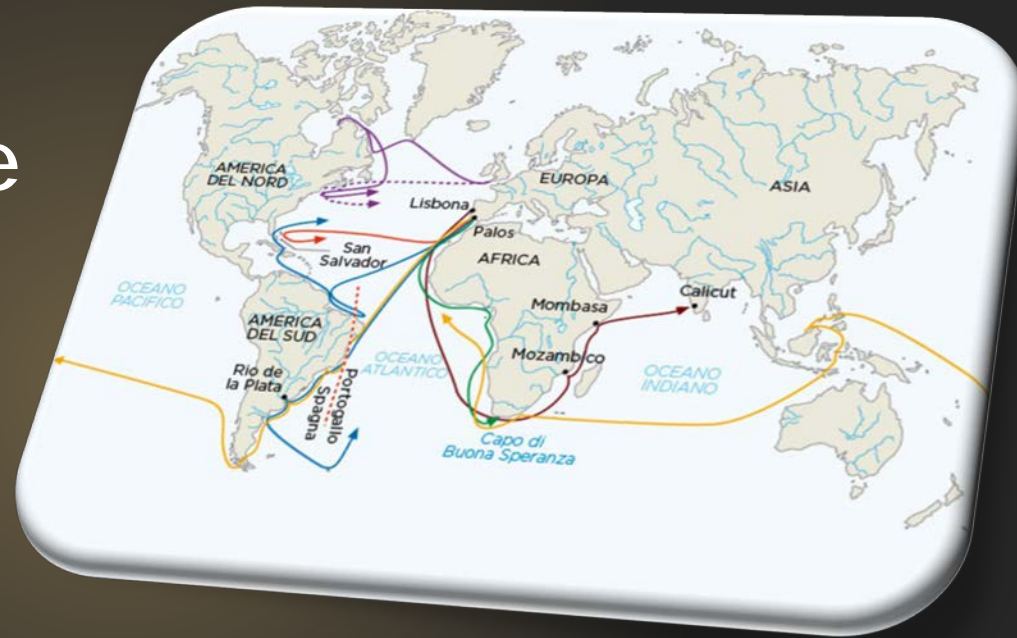 e
AMERICA
DEL NORD
EUROPA
ASIA
Lisbona
Palos
San
Salvador
AFRICA
OCEANO
PACIFICO
Mombasa
Calicut
AMERICA
DEL SUD
OCEANO
ATLANTICO
Mozambico
OCEANO
INDIANO
Rio de
la Plata
Portogallo
Spagna
Capo di
Buona Speranza